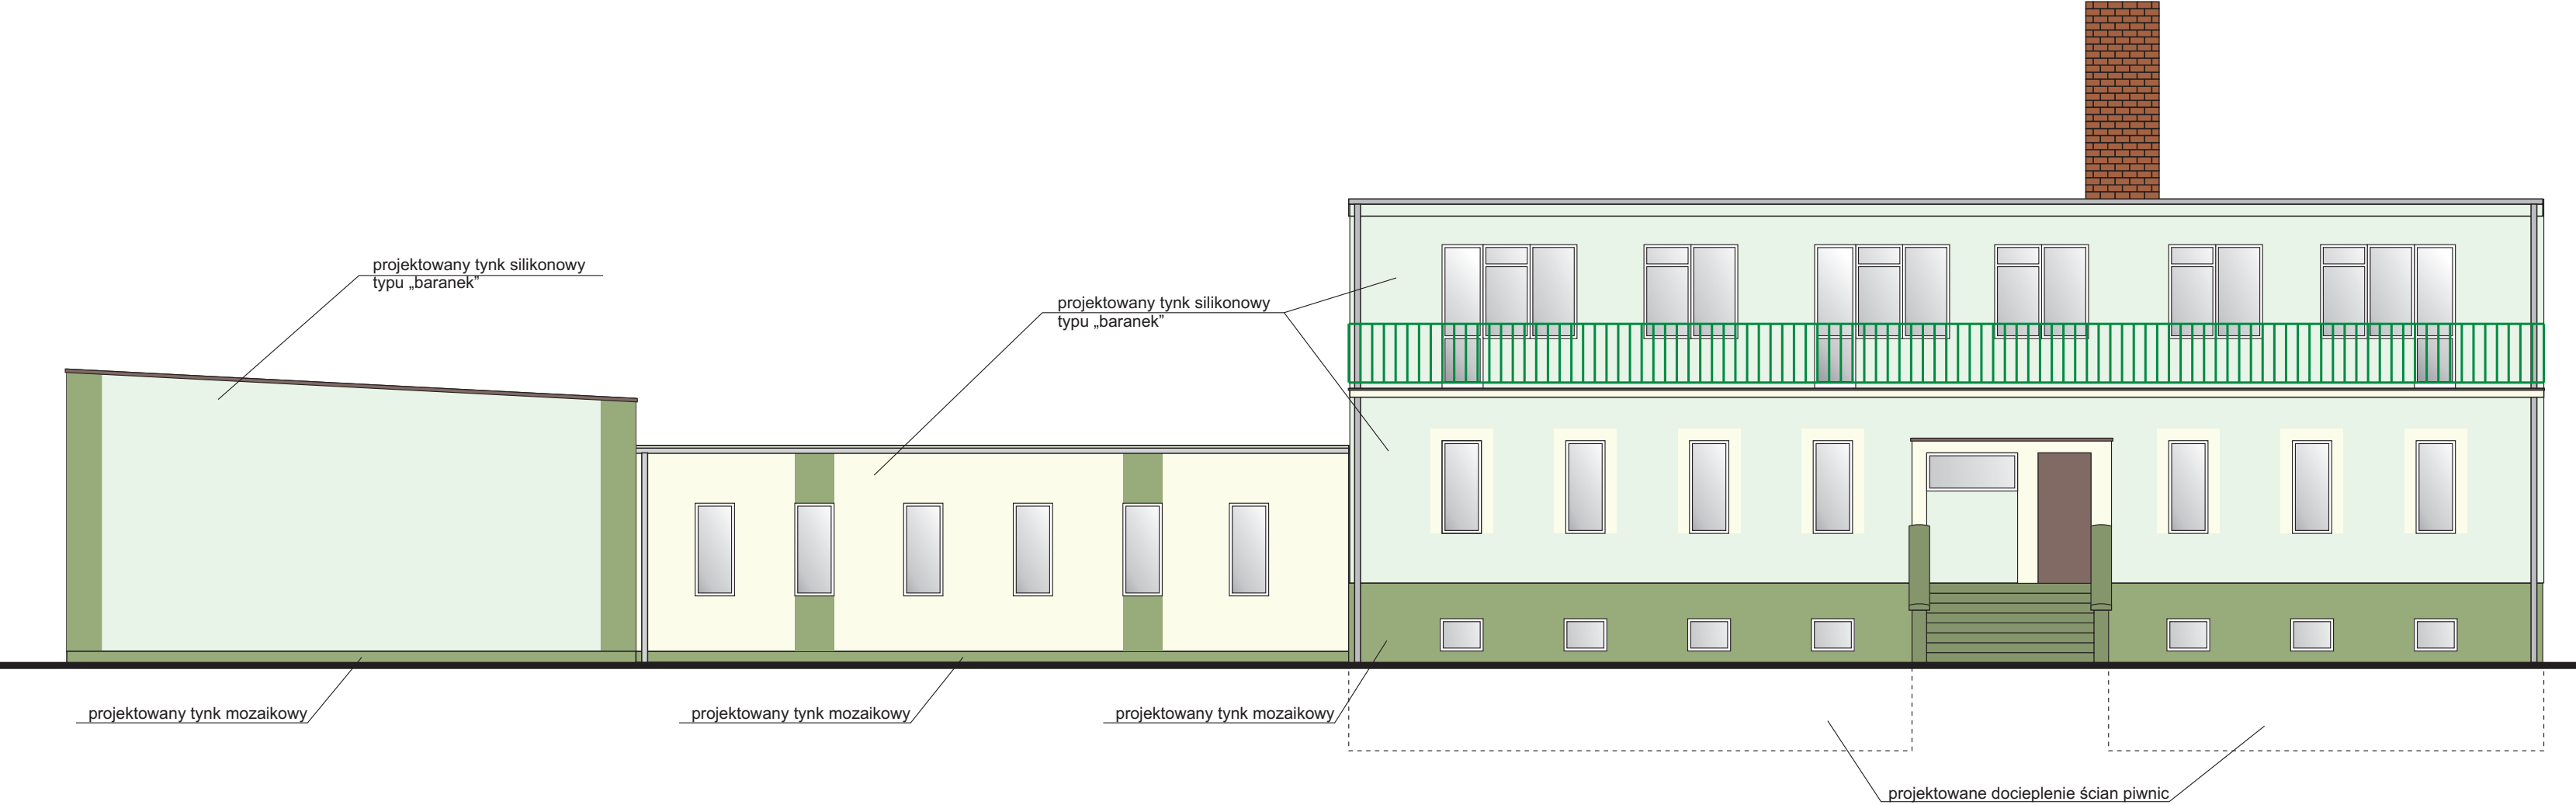 projektowany tynk silikonowy
typu „baranek”
projektowany tynk silikonowy
typu „baranek”
projektowany tynk mozaikowy
projektowany tynk mozaikowy
projektowany tynk mozaikowy
projektowane docieplenie ścian piwnic